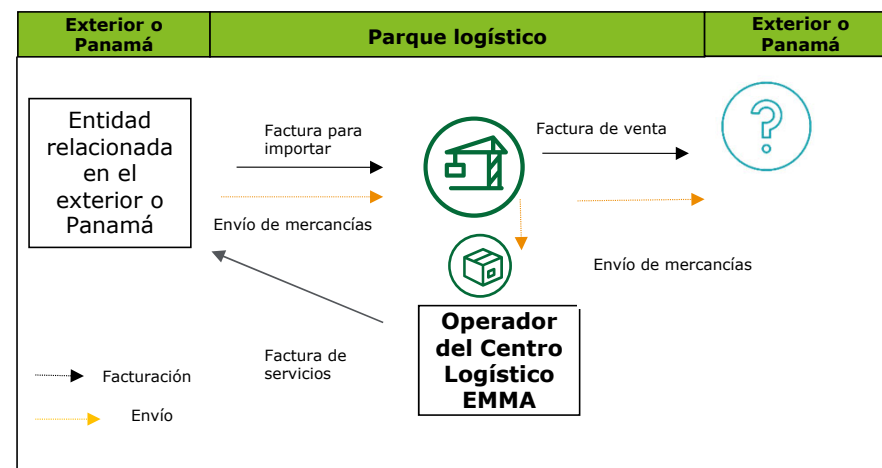 Exterior o
Panamá
Parque logístico
Exterior o
Panamá
Entidad
relacionada
en el
exterior o
Panamá
Factura para
importar
Envío de mercancías
Factura de venta
?
Envío de mercancías
Operador
del Centro
Logístico
EMMA
Factura de
servicios
Facturación
Envío